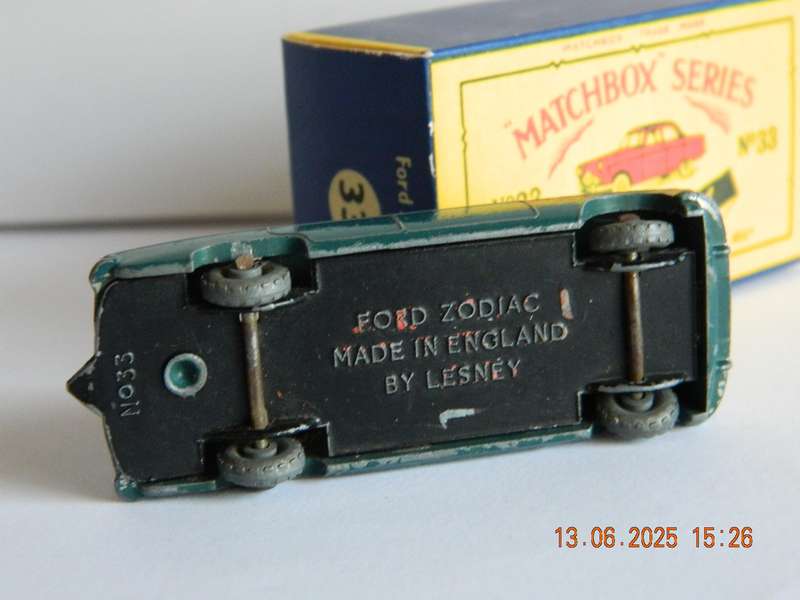 MATCHBOX TRADE MARK
"MATCHBOX" SERIES
Nº33
Ford
33
FORD ZODIAC
MADE IN ENGLAND
BY LESNEY
Nº33
13.06.2025 15:26